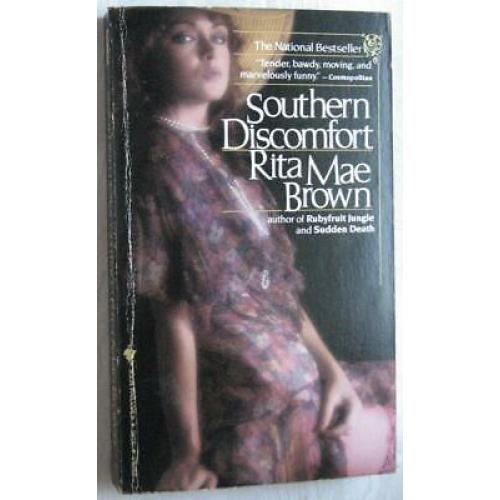 The National Bestseller
"Tender, bawdy, moving, and
marvelously funny." — Cosmopolitan
Southern
Discomfort
Rita Mae
Brown
author of Rubyfruit Jungle
and Sudden Death